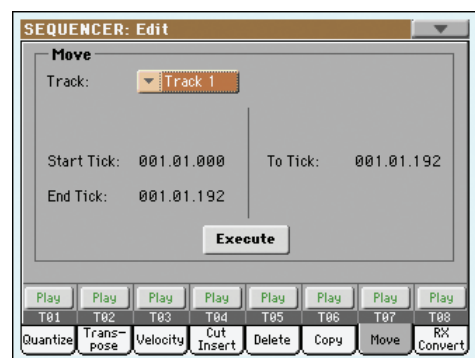 SEQUENCER: Edit
Move
Track: Track 1
Start Tick: 001.01.000 To Tick: 001.01.192
End Tick: 001.01.192
Execute
Play Play Play Play Play Play Play Play
T01 T02 T03 T04 T05 T06 T07 T08
Quantize Trans-pose Velocity Cut Insert Delete Copy Move RX Convert